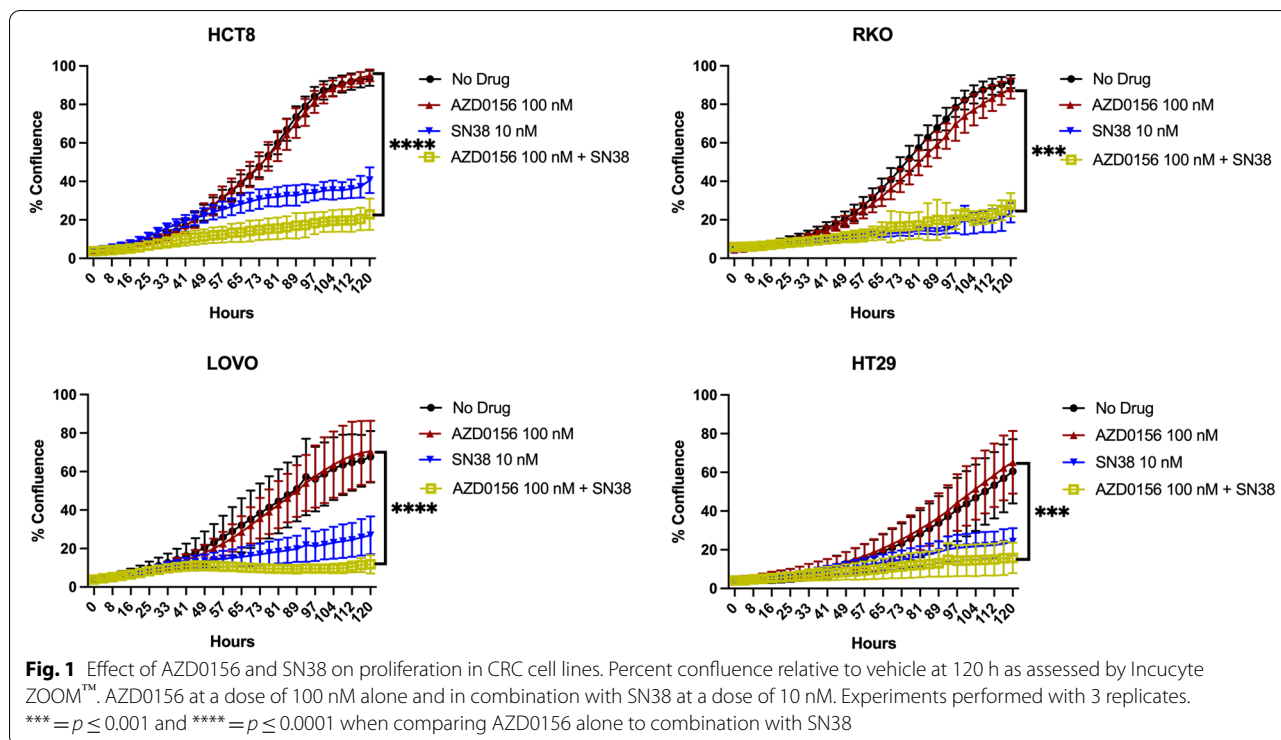 HCT8
100
80
60
40
20
0
% Confluence
0 8 16 25 33 41 49 57 65 73 81 89 97 104 112 120
Hours
No Drug
AZD0156 100 nM
SN38 10 nM
AZD0156 100 nM + SN38
****
RKO
100
80
60
40
20
0
% Confluence
0 8 16 25 33 41 49 57 65 73 81 89 97 104 112 120
Hours
No Drug
AZD0156 100 nM
SN38 10 nM
AZD0156 100 nM + SN38
***
LOVO
100
80
60
40
20
0
% Confluence
0 8 16 25 33 41 49 57 65 73 81 89 97 104 112 120
Hours
No Drug
AZD0156 100 nM
SN38 10 nM
AZD0156 100 nM + SN38
****
HT29
100
80
60
40
20
0
% Confluence
0 8 16 25 33 41 49 57 65 73 81 89 97 104 112 120
Hours
No Drug
AZD0156 100 nM
SN38 10 nM
AZD0156 100 nM + SN38
***
Fig. 1 Effect of AZD0156 and SN38 on proliferation in CRC cell lines. Percent confluence relative to vehicle at 120 h as assessed by Incucyte
ZOOM™. AZD0156 at a dose of 100 nM alone and in combination with SN38 at a dose of 10 nM. Experiments performed with 3 replicates.
*** = p ≤ 0.001 and **** = p ≤ 0.0001 when comparing AZD0156 alone to combination with SN38